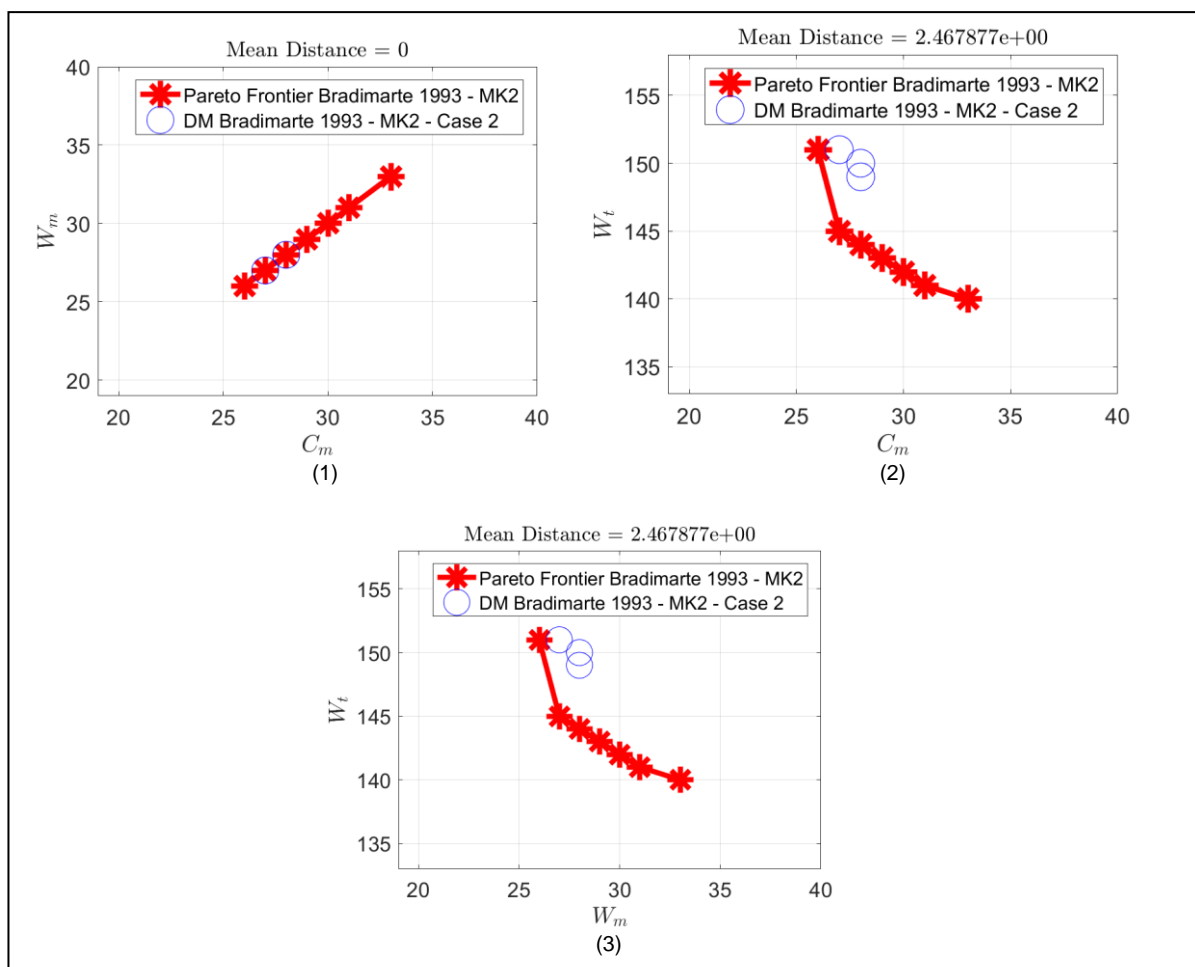 Mean Distance = 0
40
35
30
25
20
W_m
Pareto Frontier Bradimarte 1993 - MK2
DM Bradimarte 1993 - MK2 - Case 2
20 25 30 35 40
C_m
(1)
Mean Distance = 2.467877e+00
155
150
145
140
135
W_t
Pareto Frontier Bradimarte 1993 - MK2
DM Bradimarte 1993 - MK2 - Case 2
20 25 30 35 40
C_m
(2)
Mean Distance = 2.467877e+00
155
150
145
140
135
W_t
Pareto Frontier Bradimarte 1993 - MK2
DM Bradimarte 1993 - MK2 - Case 2
20 25 30 35 40
W_m
(3)